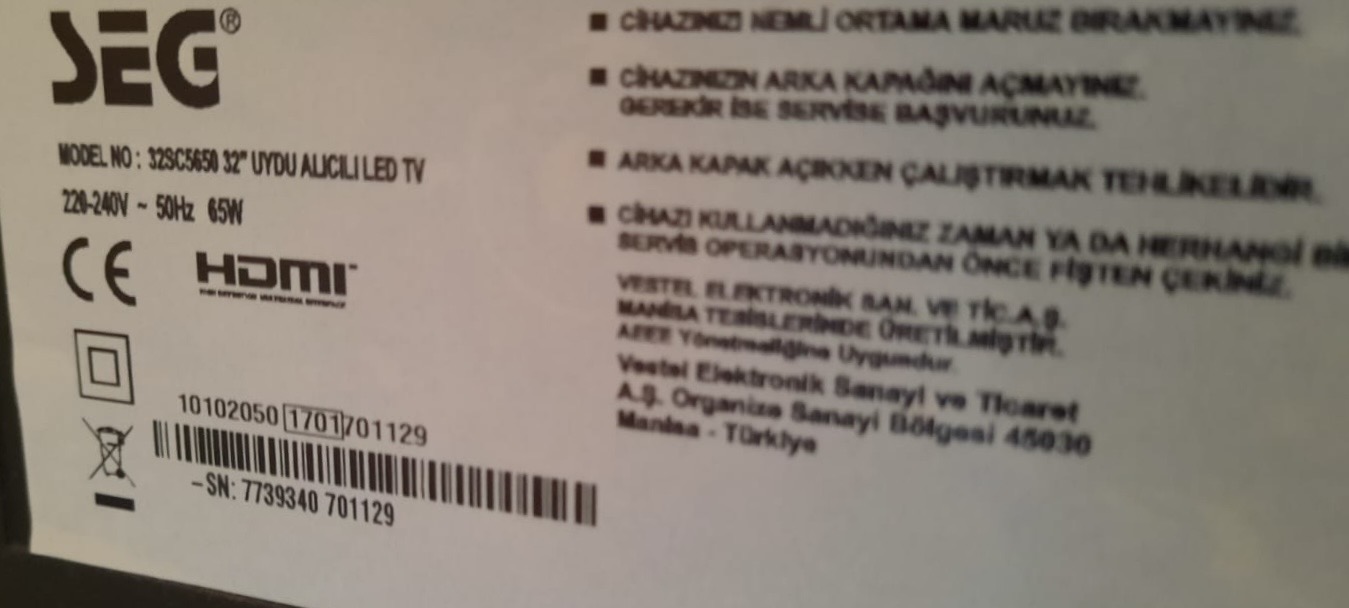 SEG®
MODEL NO : 32SC5650 32" UYDU ALICILI LED TV
220-240V ~ 50Hz 65W
CE HDMI
10102050 1701701129
-SN: 7739340 701129
■ CİHAZINIZI NEMLİ ORTAMA MARUZ BIRAKMAYINIZ.
■ CİHAZINIZIN ARKA KAPAĞINI AÇMAYINIZ.
GEREKİR İSE SERVİSE BAŞVURUNUZ.
■ ARKA KAPAK AÇIKKEN ÇALIŞTIRMAK TEHLİKELİDİR.
■ CİHAZI KULLANMADIĞINIZ ZAMAN YA DA HERHANGİ
SERVİS OPERASYONUNDAN ÖNCE FİŞTEN ÇEKİNİZ.
VESTEL ELEKTRONİK SAN. VE TİC.A.Ş.
MANİSA TESİSLERİNDE ÜRETİLMİŞTİR.
AEEE Yönetmeliğine Uygundur.
Vestel Elektronik Sanayi ve Ticaret
A.Ş. Organize Sanayi Bölgesi 45030
Manisa - Türkiye